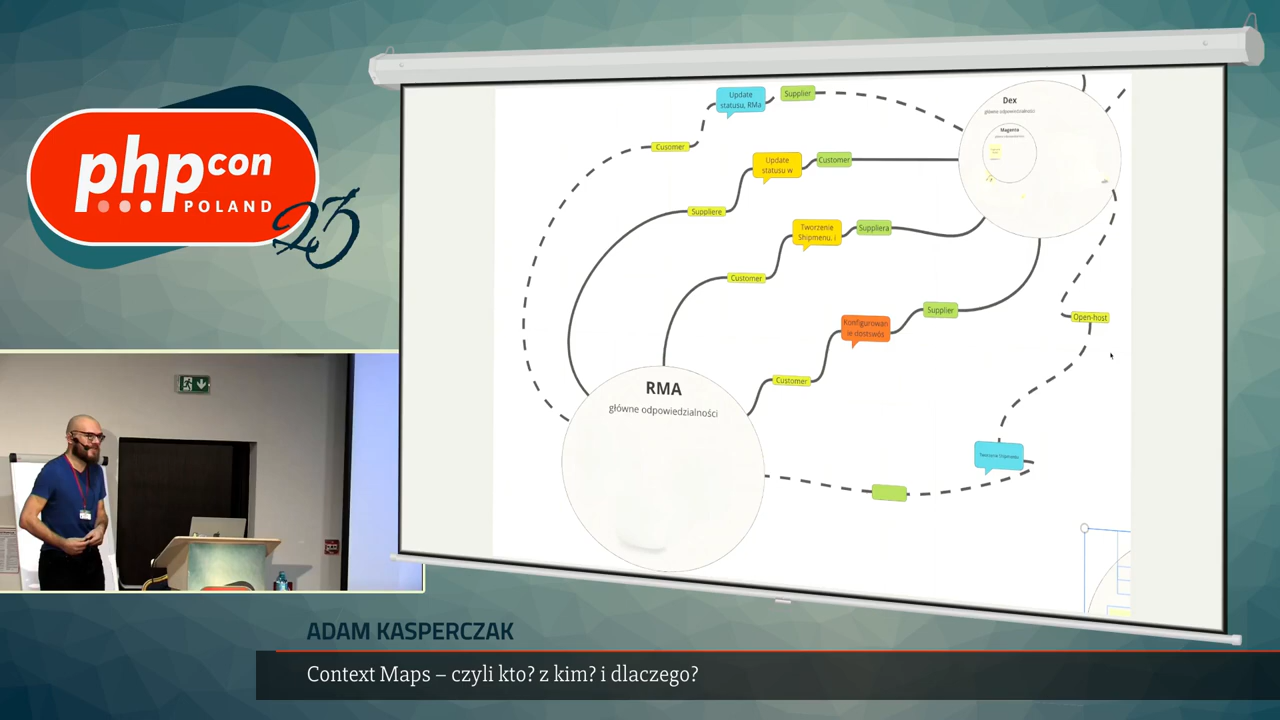 php con
POLAND
23
Update
statusu, RMa
Supplier
Cusomer
Update
statusu w
Customer
Suppliere
Tworzenie
Shipmenu, i
Suppliera
Customer
Konfigurowan
ie dostswós
Supplier
Customer
Dex
główne odpowiedzialności
Magento
Open-host
RMA
główne odpowiedzialności
ADAM KASPERCZAK
Context Maps – czyli kto? z kim? i dlaczego?